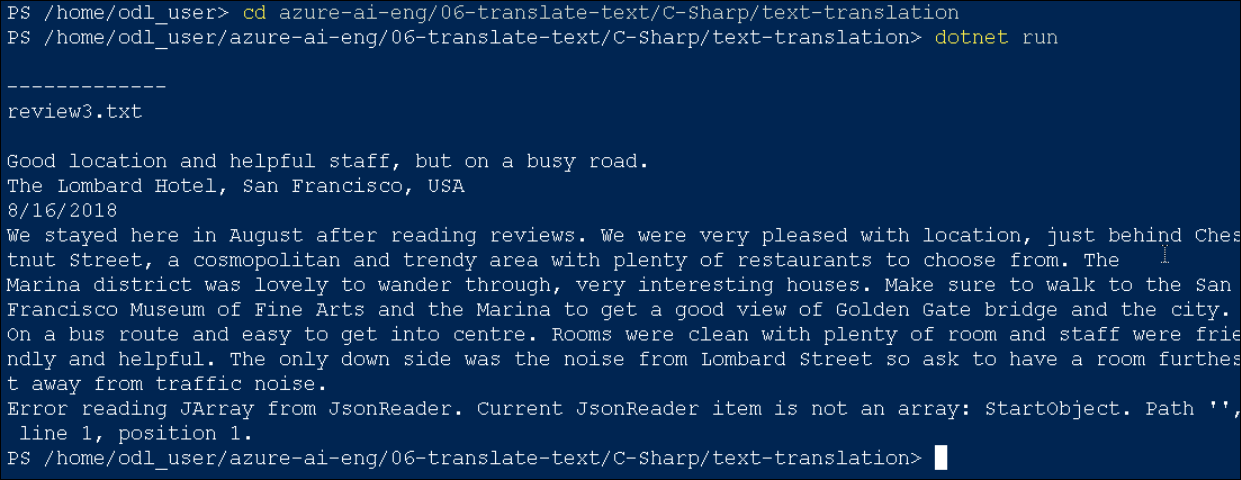 PS /home/odl_user> cd azure-ai-eng/06-translate-text/C-Sharp/text-translation
PS /home/odl_user/azure-ai-eng/06-translate-text/C-Sharp/text-translation> dotnet run
-------------
review3.txt
Good location and helpful staff, but on a busy road.
The Lombard Hotel, San Francisco, USA
8/16/2018
We stayed here in August after reading reviews. We were very pleased with location, just behind Ches
tnut Street, a cosmopolitan and trendy area with plenty of restaurants to choose from. The
Marina district was lovely to wander through, very interesting houses. Make sure to walk to the San
Francisco Museum of Fine Arts and the Marina to get a good view of Golden Gate bridge and the city.
On a bus route and easy to get into centre. Rooms were clean with plenty of room and staff were frie
ndly and helpful. The only down side was the noise from Lombard Street so ask to have a room furthes
t away from traffic noise.
Error reading JArray from JsonReader. Current JsonReader item is not an array: StartObject. Path '',
 line 1, position 1.
PS /home/odl_user/azure-ai-eng/06-translate-text/C-Sharp/text-translation>